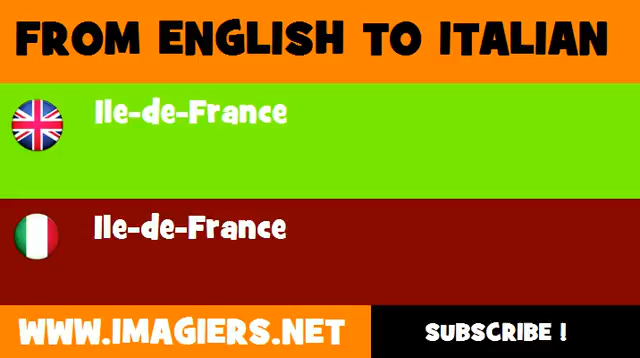 FROM ENGLISH TO ITALIAN
Ile-de-France
Ile-de-France
WWW.IMAGIERS.NET
SUBSCRIBE !